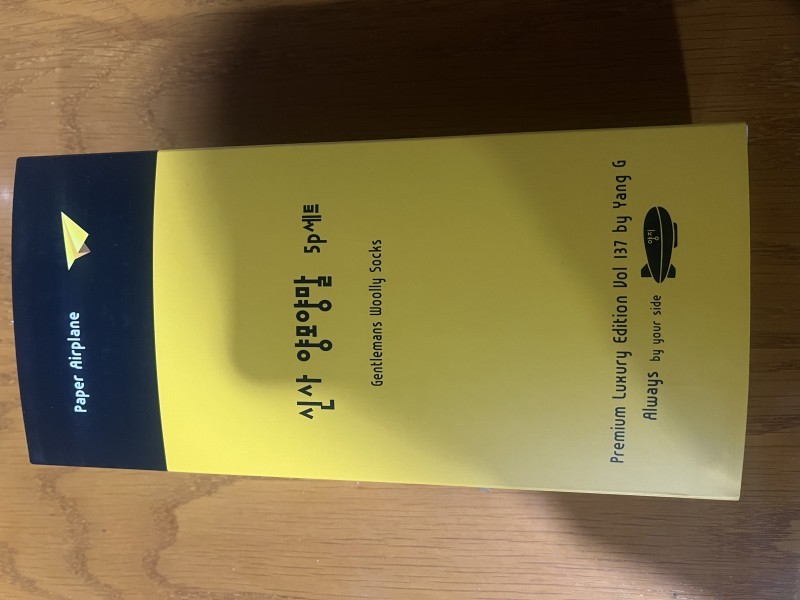 Paper Airplane
신사 양모양말 5p세트
Gentlemans Woolly Socks
Premium Luxury Edition Vol 137 by Yang G
Always by your side